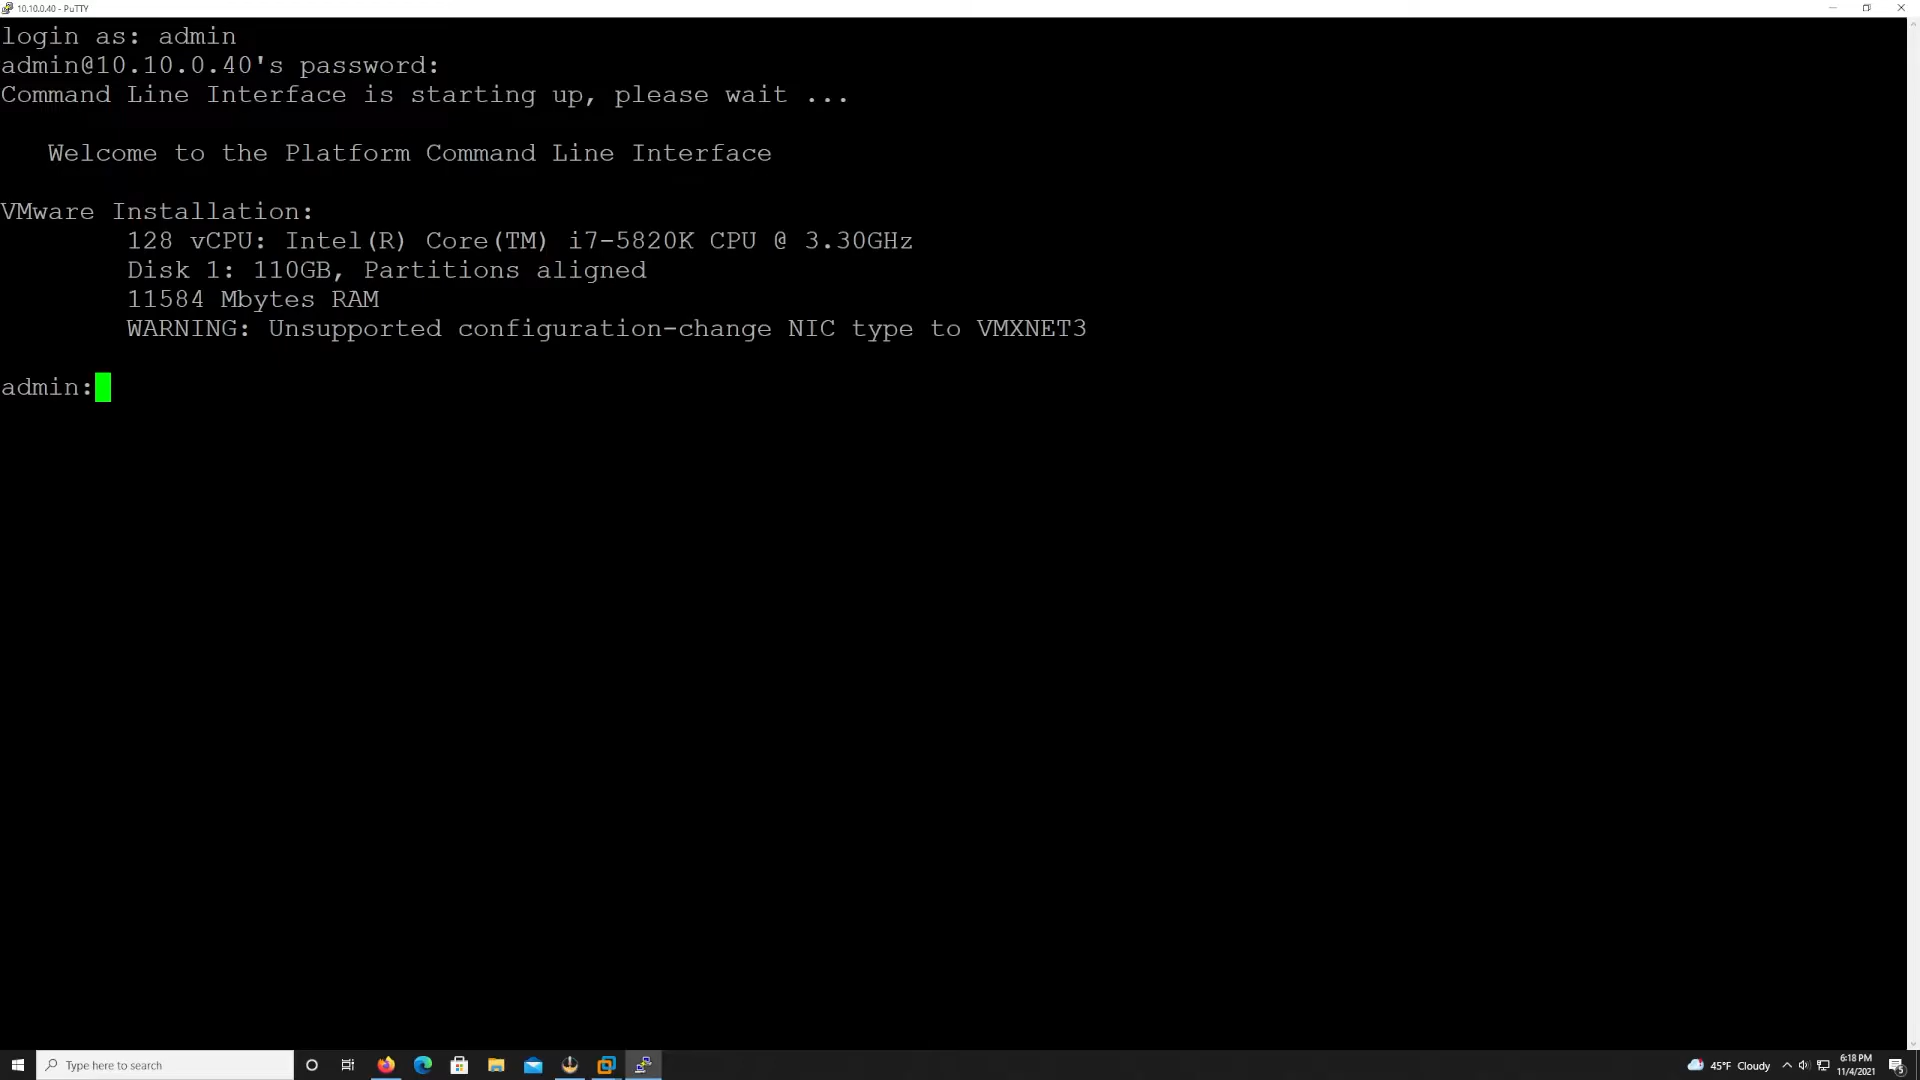 10.10.0.40 - PuTTY
login as: admin
admin@10.10.0.40's password:
Command Line Interface is starting up, please wait ...
Welcome to the Platform Command Line Interface
VMware Installation:
128 vCPU: Intel(R) Core(TM) i7-5820K CPU @ 3.30GHz
Disk 1: 110GB, Partitions aligned
11584 Mbytes RAM
WARNING: Unsupported configuration-change NIC type to VMXNET3
admin:
Type here to search
45°F Cloudy
6:18 PM
11/4/2021
5